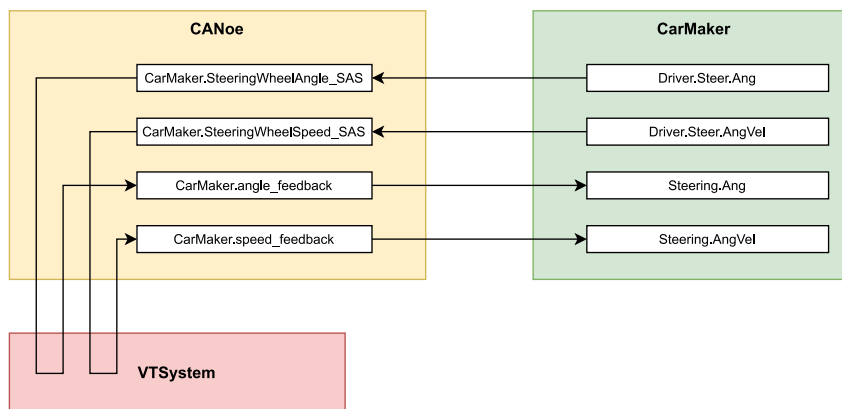 CANoe
CarMaker
CarMaker.SteeringWheelAngle_SAS
Driver.Steer.Ang
CarMaker.SteeringWheelSpeed_SAS
Driver.Steer.AngVel
CarMaker.angle_feedback
Steering.Ang
CarMaker.speed_feedback
Steering.AngVel
VTSystem